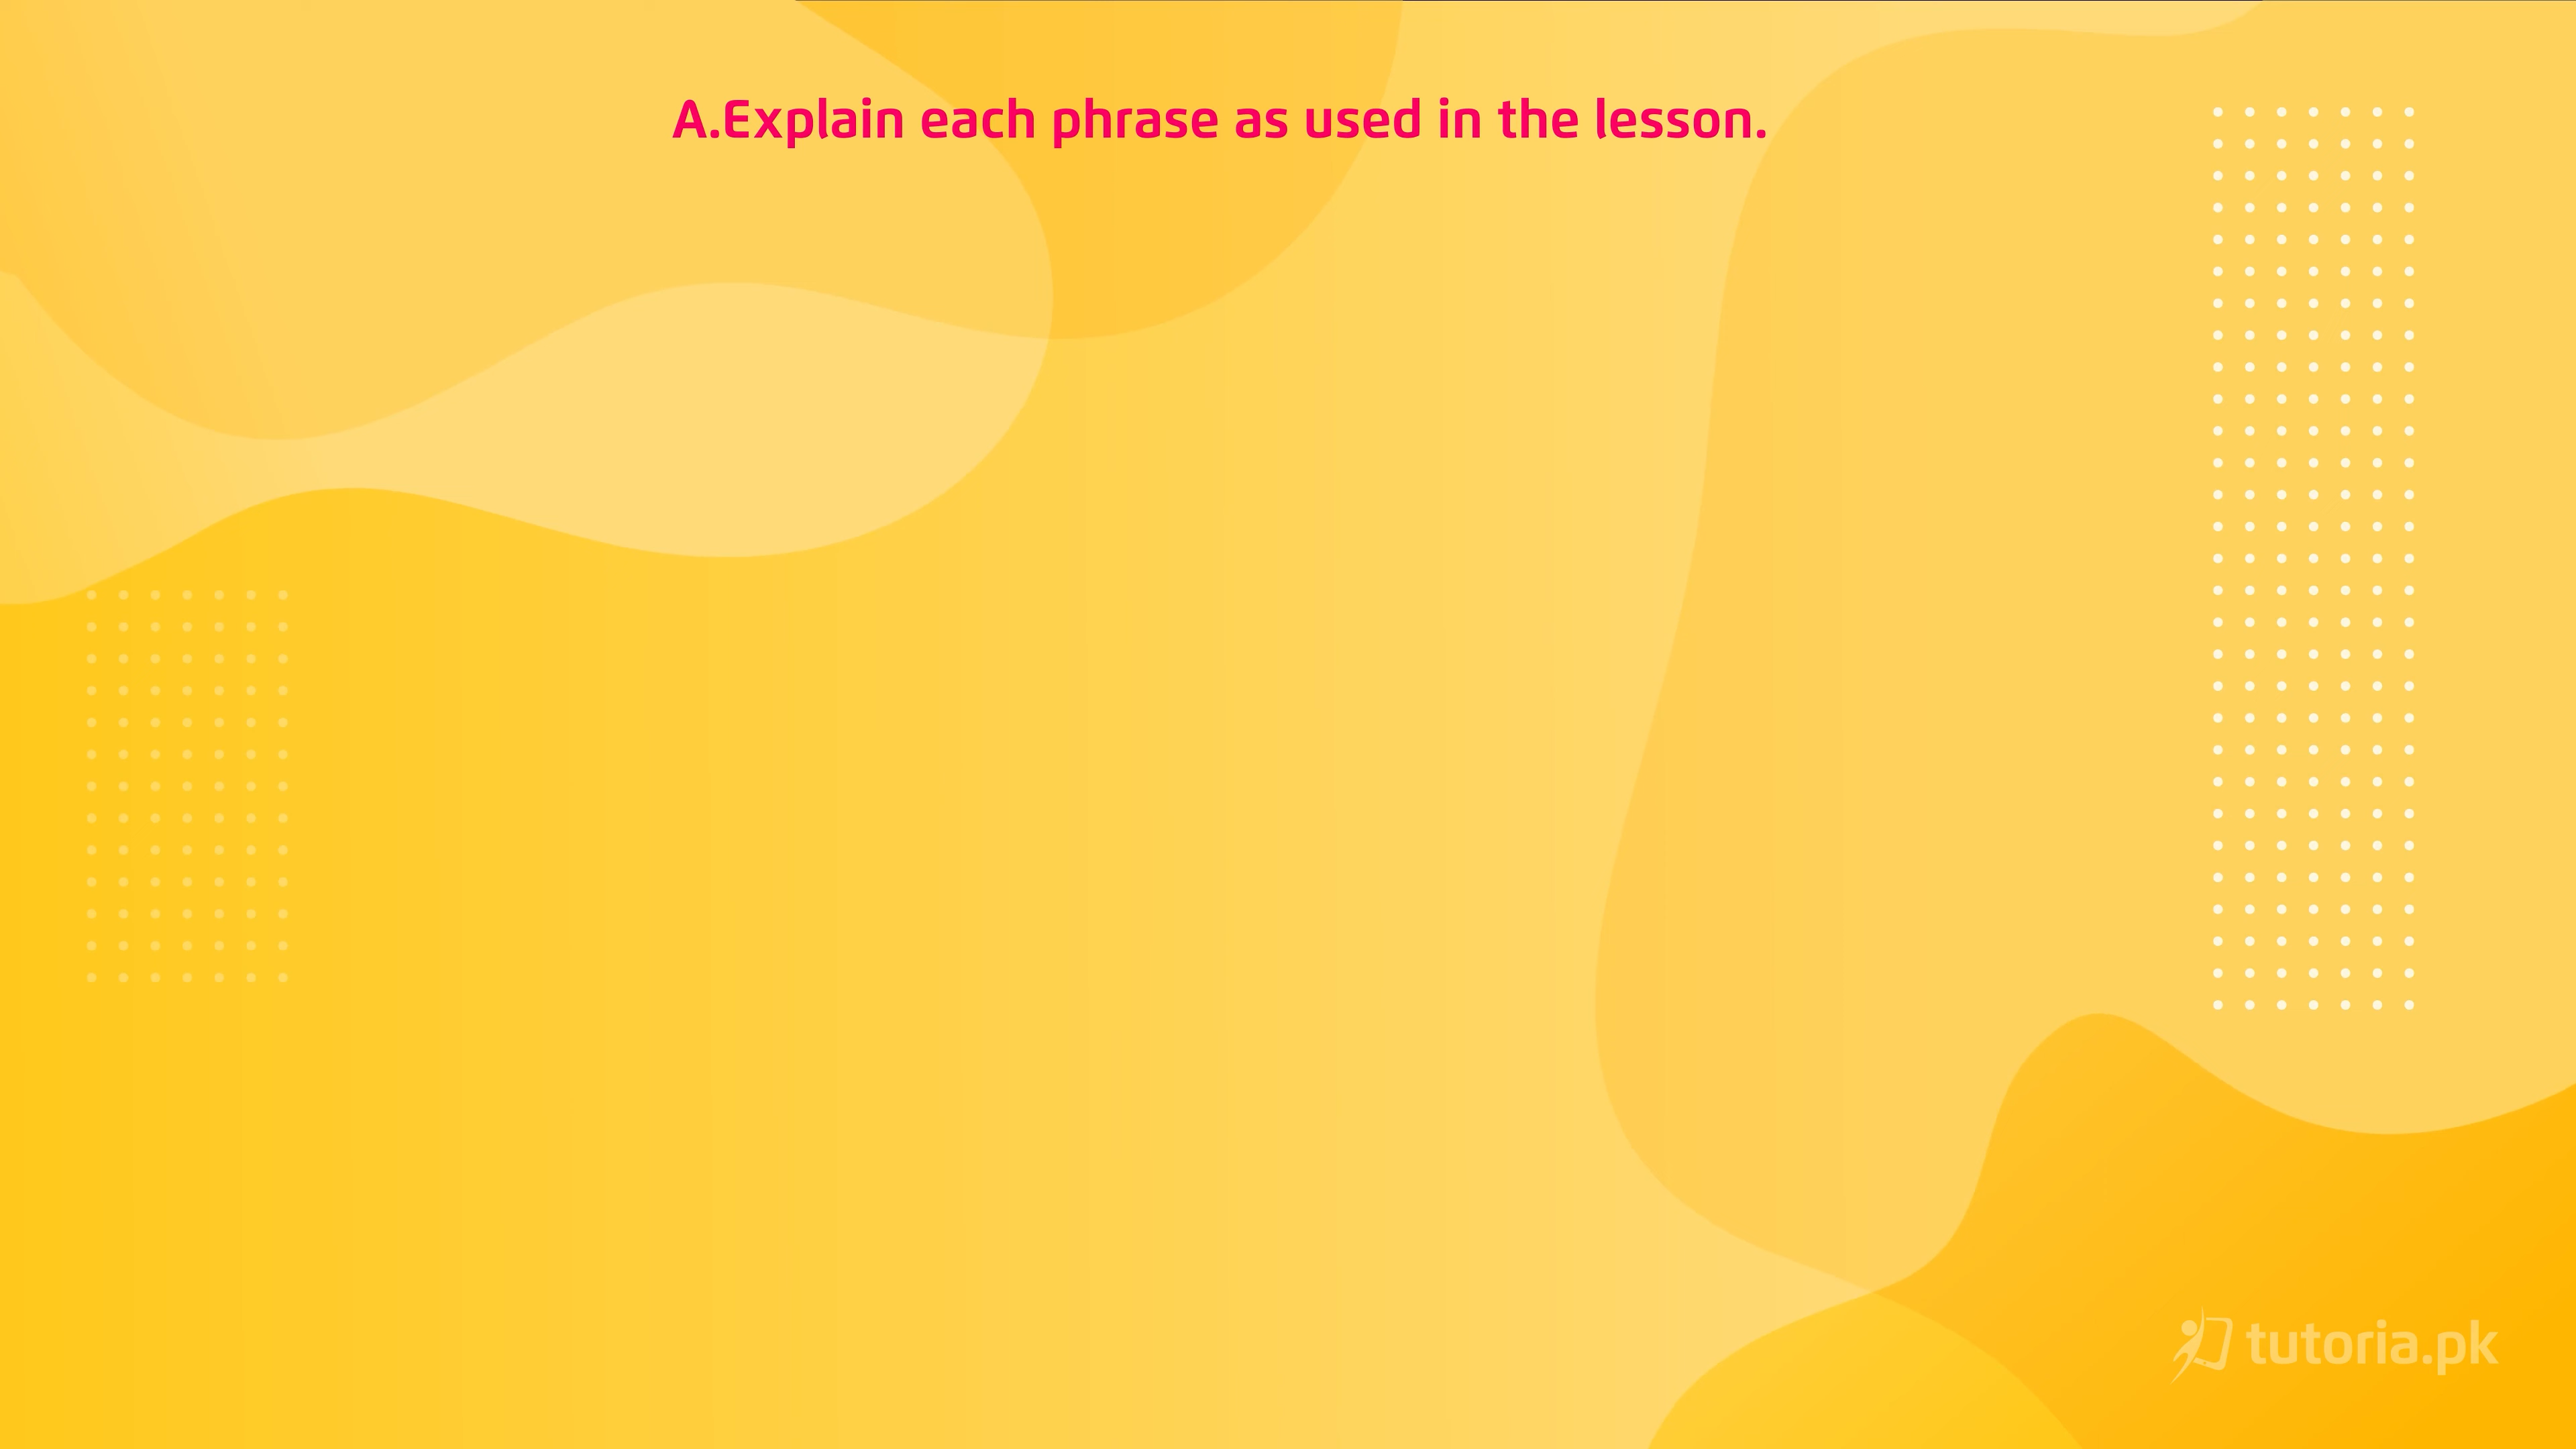 A.Explain each phrase as used in the lesson.
tutoria.pk